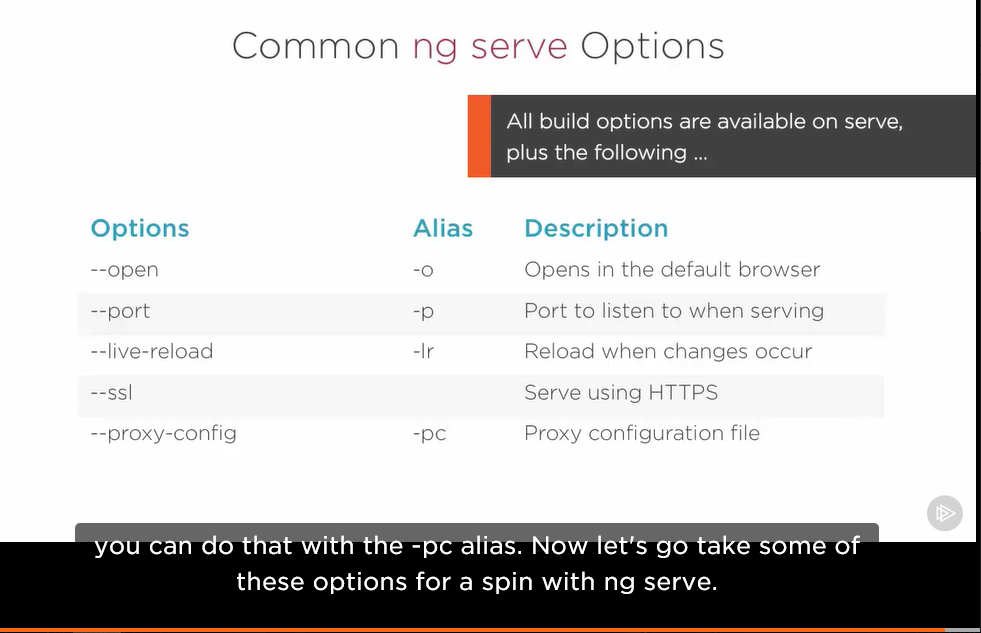 Common ng serve Options
All build options are available on serve,
plus the following ...
Options Alias Description
--open -o Opens in the default browser
--port -p Port to listen to when serving
--live-reload -lr Reload when changes occur
--ssl Serve using HTTPS
--proxy-config -pc Proxy configuration file
you can do that with the -pc alias. Now let's go take some of
these options for a spin with ng serve.